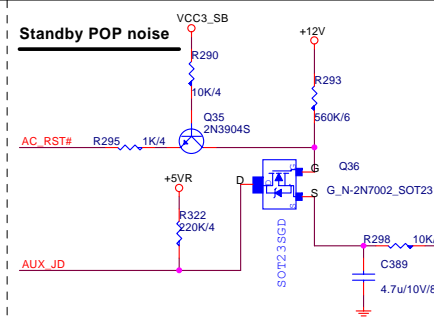 Standby POP noise
VCC3_SB
+12V
R290
10K/4
R293
560K/6
Q35
2N3904S
AC_RST#
R295
1K/4
+5VR
D
G
S
Q36
G_N-2N7002_SOT23
R322
220K/4
SOT23SGD
AUX_JD
R298
10K/
C389
4.7u/10V/8